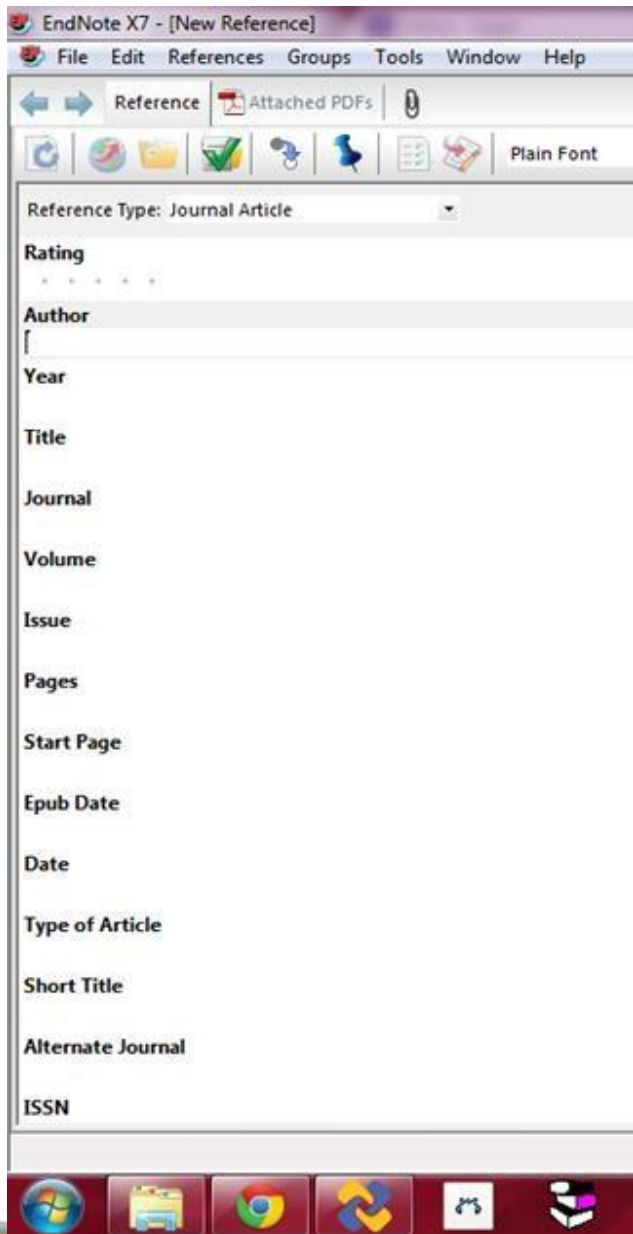 EndNote X7 - [New Reference]
File Edit References Groups Tools Window Help
Reference Attached PDFs
Plain Font
Reference Type: Journal Article
Rating
Author
Year
Title
Journal
Volume
Issue
Pages
Start Page
Epub Date
Date
Type of Article
Short Title
Alternate Journal
ISSN